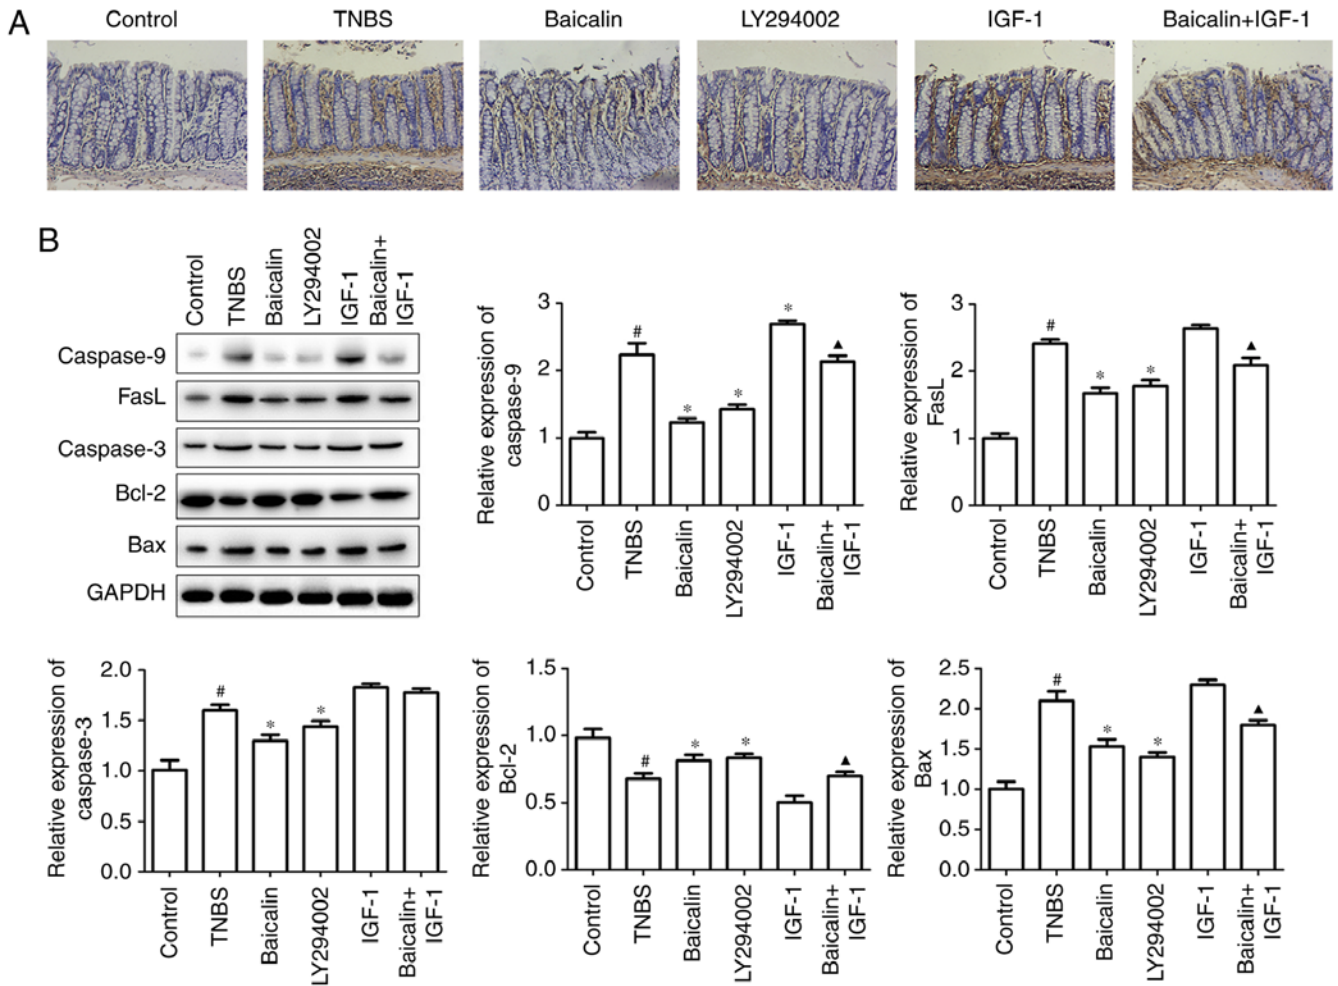 A
Control
TNBS
Baicalin
LY294002
IGF-1
Baicalin+IGF-1
B
Control
TNBS
Baicalin
LY294002
IGF-1
Baicalin+
IGF-1
Caspase-9
FasL
Caspase-3
Bcl-2
Bax
GAPDH
Relative expression of
caspase-9
3
2
1
0
#
*
*
*
▲
Control
TNBS
Baicalin
LY294002
IGF-1
Baicalin+
IGF-1
Relative expression of
FasL
3
2
1
0
#
*
*
▲
Control
TNBS
Baicalin
LY294002
IGF-1
Baicalin+
IGF-1
Relative expression of
caspase-3
2.0
1.5
1.0
0.5
0.0
#
*
*
Control
TNBS
Baicalin
LY294002
IGF-1
Baicalin+
IGF-1
Relative expression of
Bcl-2
1.5
1.0
0.5
0.0
#
*
*
▲
Control
TNBS
Baicalin
LY294002
IGF-1
Baicalin+
IGF-1
Relative expression of
Bax
2.5
2.0
1.5
1.0
0.5
0.0
#
*
*
▲
Control
TNBS
Baicalin
LY294002
IGF-1
Baicalin+
IGF-1